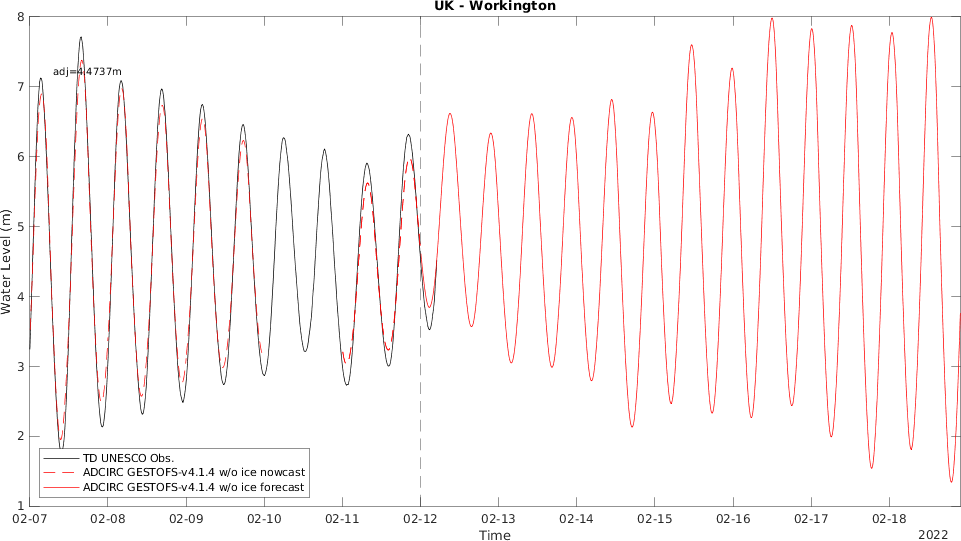 UK - Workington
8
adj=4.4737m
7
6
5
Water Level (m)
4
3
2
TD UNESCO Obs.
ADCIRC GESTOFS-v4.1.4 w/o ice nowcast
ADCIRC GESTOFS-v4.1.4 w/o ice forecast
1
02-07 02-08 02-09 02-10 02-11 02-12 02-13 02-14 02-15 02-16 02-17 02-18
Time
2022